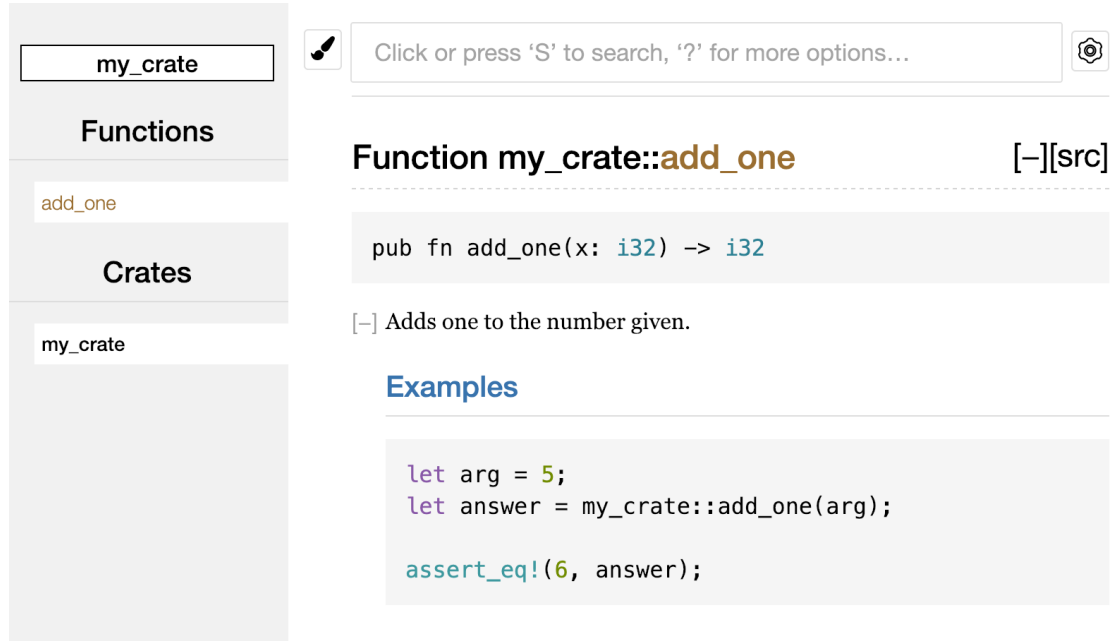 my_crate
Functions
add_one
Crates
my_crate
Click or press ‘S’ to search, ‘?’ for more options…
Function my_crate::add_one
[−][src]
pub fn add_one(x: i32) -> i32
[−] Adds one to the number given.
Examples
let arg = 5;
let answer = my_crate::add_one(arg);
assert_eq!(6, answer);